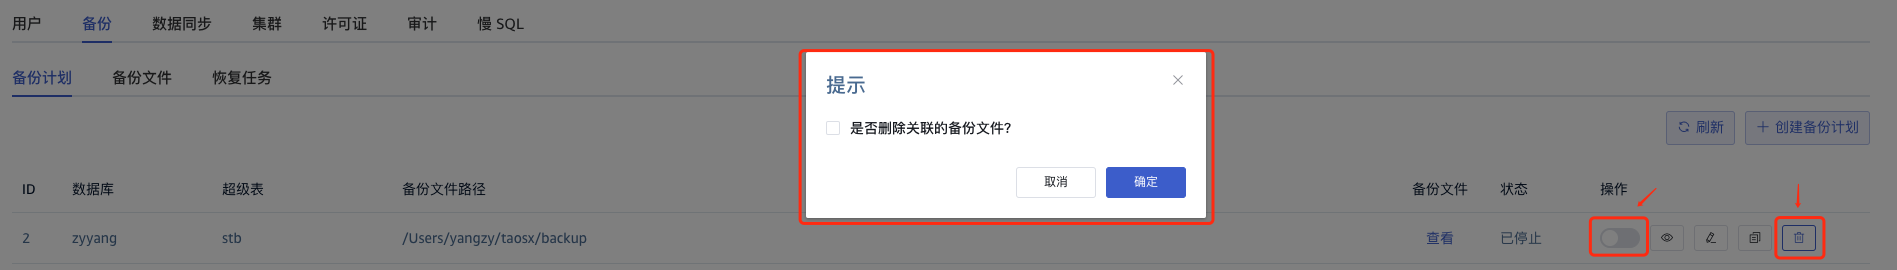 用户 备份 数据同步 集群 许可证 审计 慢 SQL
备份计划 备份文件 恢复任务
提示
是否删除关联的备份文件?
取消 确定
刷新 创建备份计划
ID 数据库 超级表 备份文件路径 备份文件 状态 操作
2 zyyang stb /Users/yangzy/taosx/backup 查看 已停止